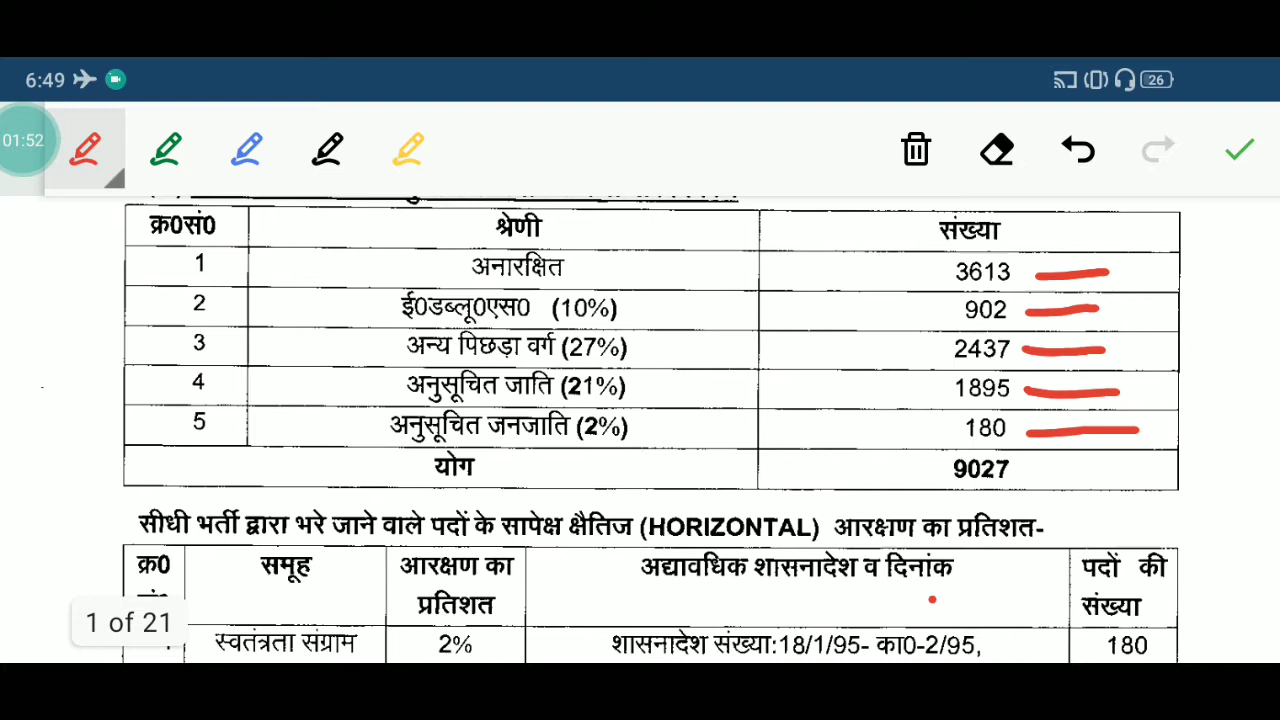 6:49
26
01:52
क्र0सं0 श्रेणी संख्या
1 अनारक्षित 3613
2 ई0डब्लू0एस0 (10%) 902
3 अन्य पिछड़ा वर्ग (27%) 2437
4 अनुसूचित जाति (21%) 1895
5 अनुसूचित जनजाति (2%) 180
योग 9027
सीधी भर्ती द्वारा भरे जाने वाले पदों के सापेक्ष क्षैतिज (HORIZONTAL) आरक्षण का प्रतिशत-
क्र0 समूह आरक्षण का अद्यावधिक शासनादेश व दिनांक पदों की
प्रतिशत संख्या
1 of 21
स्वतंत्रता संग्राम 2% शासनादेश संख्या:18/1/95- का0-2/95, 180